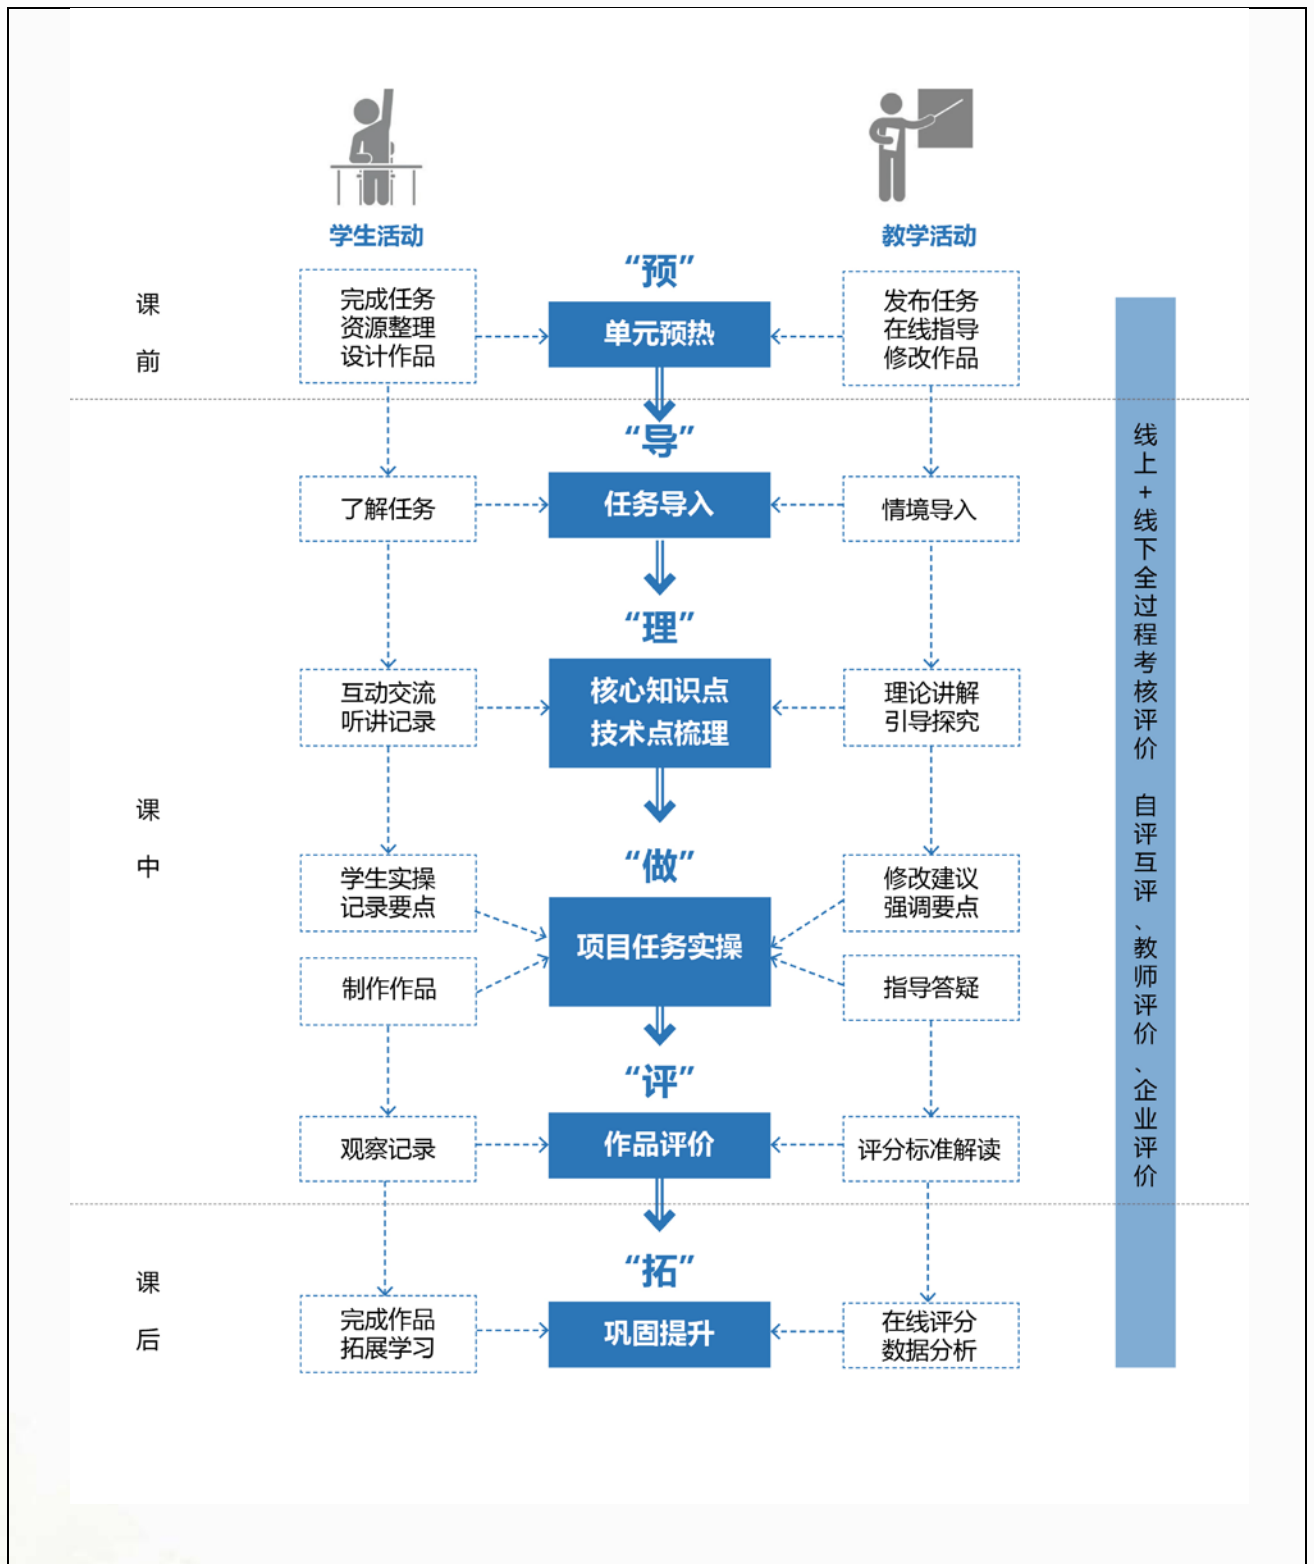 学生活动
教学活动
“预”
课
前
完成任务
资源整理
设计作品
单元预热
发布任务
在线指导
修改作品
“导”
了解任务
任务导入
情境导入
“理”
互动交流
听讲记录
核心知识点
技术点梳理
理论讲解
引导探究
课
中
“做”
学生实操
记录要点
制作作品
项目任务实操
修改建议
强调要点
指导答疑
“评”
观察记录
作品评价
评分标准解读
“拓”
课
后
完成作品
拓展学习
巩固提升
在线评分
数据分析
线上+线下全过程考核评价 自评互评、教师评价、企业评价